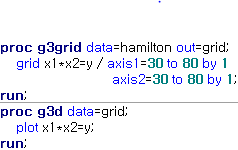 proc g3grid data=hamilton out=grid;
grid x1*x2=y / axis1=30 to 80 by 1
axis2=30 to 80 by 1;
run;
proc g3d data=grid;
plot x1*x2=y;
run;